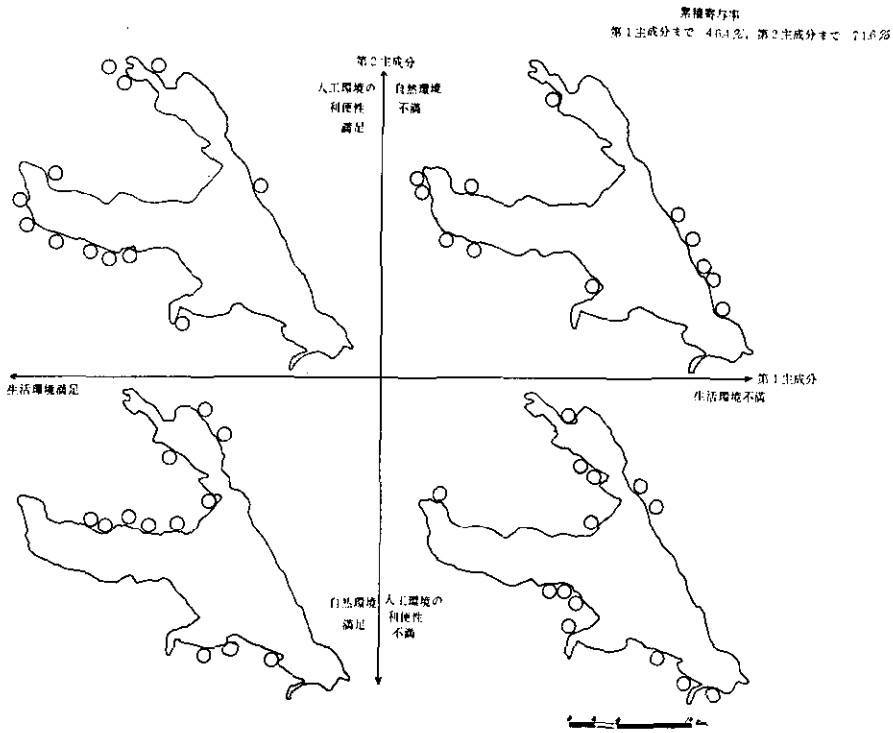 累積寄与率
第1主成分まで 46.4%, 第2主成分まで 71.6%
第2主成分
人工環境の 自然環境
利便性 不満
満足
生活環境満足
第1主成分
生活環境不満
自然環境 人工環境の
満足 利便性
不満